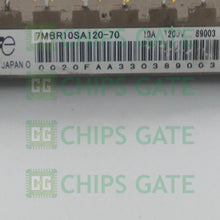 7MBR10SA120-70 10A 1200V 89003
JAPAN O 0020FAA330389003
CHIPS GATE
CHIPS GATE
CHIPS GATE